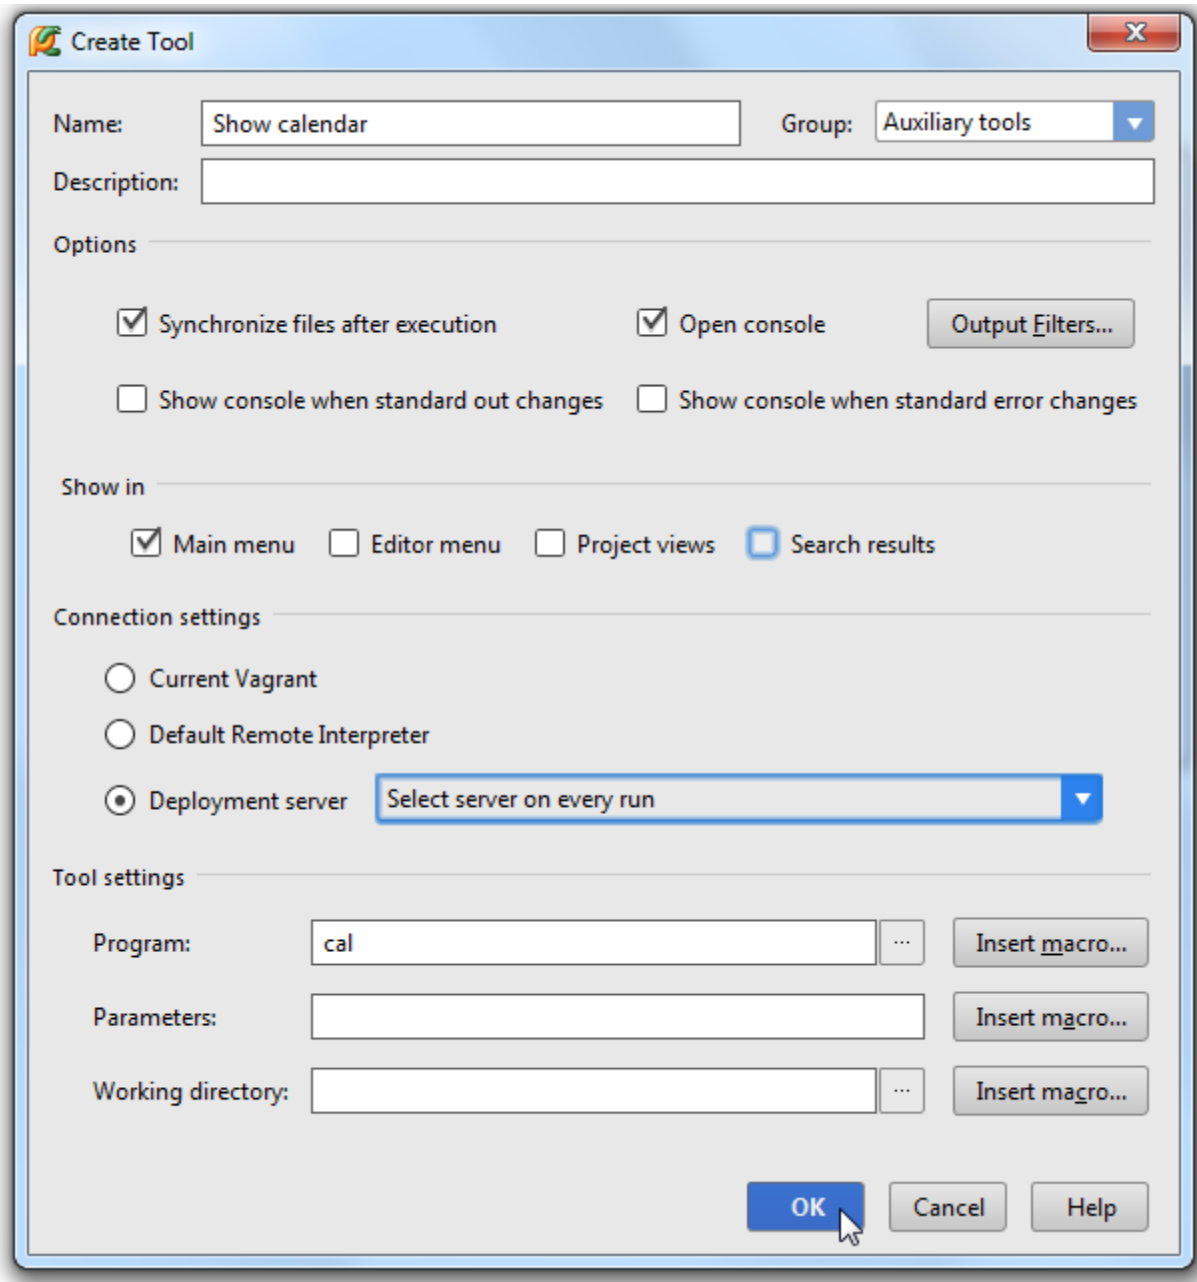 Create Tool
Name: Show calendar Group: Auxiliary tools
Description:
Options
Synchronize files after execution Open console Output Filters...
Show console when standard out changes Show console when standard error changes
Show in
Main menu Editor menu Project views Search results
Connection settings
Current Vagrant
Default Remote Interpreter
Deployment server Select server on every run
Tool settings
Program: cal ... Insert macro...
Parameters: Insert macro...
Working directory: ... Insert macro...
OK Cancel Help